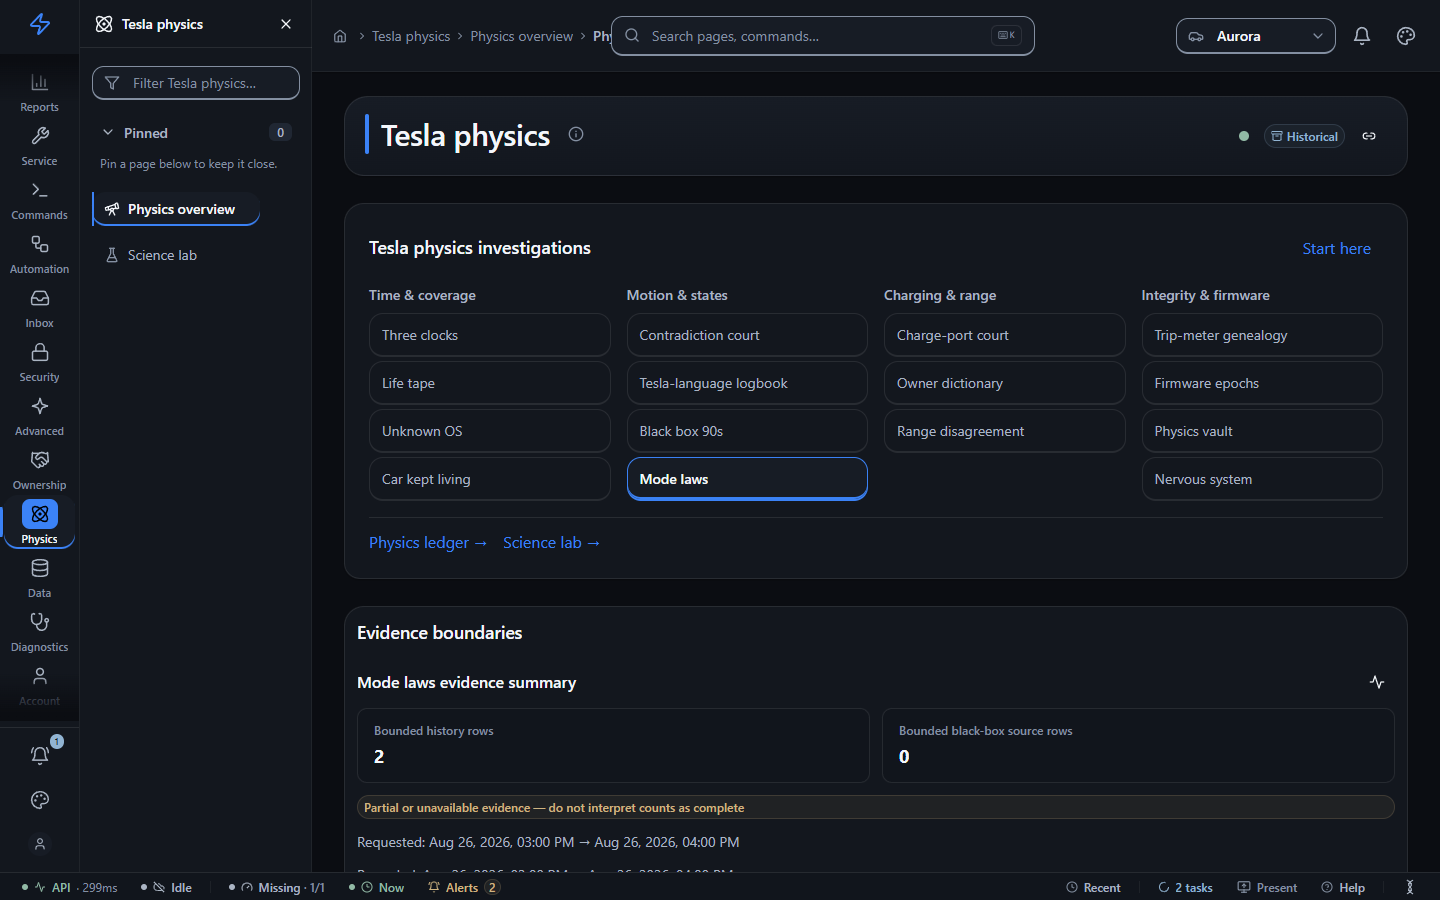 Tesla physics
Tesla physics
Physics overview
Search pages, commands...
K
Aurora
Reports
Service
Commands
Automation
Inbox
Security
Advanced
Ownership
Physics
Data
Diagnostics
Account
1
Filter Tesla physics...
Pinned
0
Pin a page below to keep it close.
Physics overview
Science lab
Tesla physics
Historical
Tesla physics investigations
Start here
Time & coverage
Three clocks
Life tape
Unknown OS
Car kept living
Motion & states
Contradiction court
Tesla-language logbook
Black box 90s
Mode laws
Charging & range
Charge-port court
Owner dictionary
Range disagreement
Integrity & firmware
Trip-meter genealogy
Firmware epochs
Physics vault
Nervous system
Physics ledger →
Science lab →
Evidence boundaries
Mode laws evidence summary
Bounded history rows
2
Bounded black-box source rows
0
Partial or unavailable evidence — do not interpret counts as complete
Requested: Aug 26, 2026, 03:00 PM → Aug 26, 2026, 04:00 PM
API · 299ms
Idle
Missing · 1/1
Now
Alerts 2
Recent
2 tasks
Present
Help